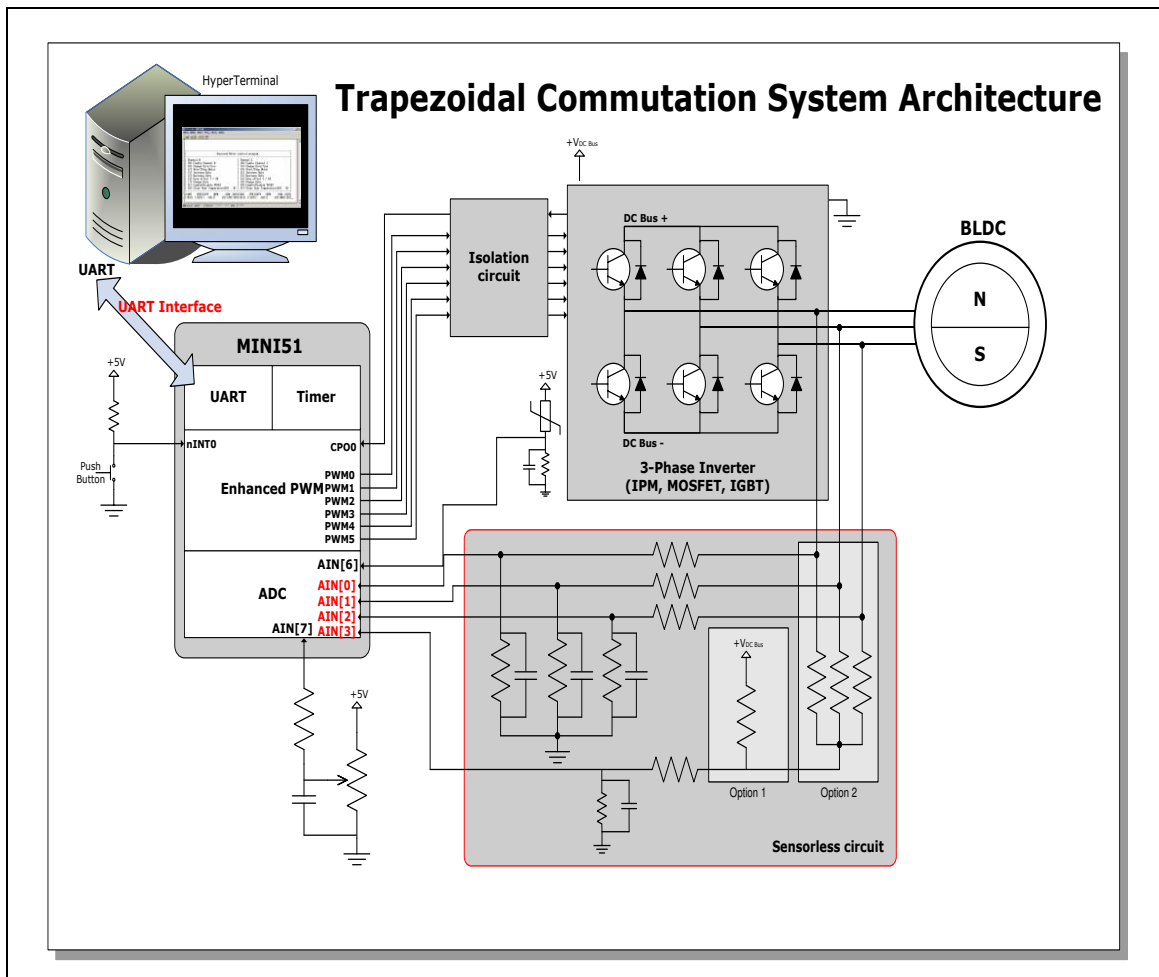 HyperTerminal
Trapezoidal Commutation System Architecture
+VDC Bus
DC Bus +
BLDC
Isolation
circuit
N
S
UART
UART Interface
MINI51
+5V
+5V
UART
Timer
nINT0
CPO0
DC Bus -
Push
Button
3-Phase Inverter
(IPM, MOSFET, IGBT)
PWM0
Enhanced PWM
PWM1
PWM2
PWM3
PWM4
PWM5
AIN[6]
AIN[0]
ADC
AIN[1]
AIN[2]
AIN[7]
AIN[3]
+VDC Bus
+5V
Option 1
Option 2
Sensorless circuit